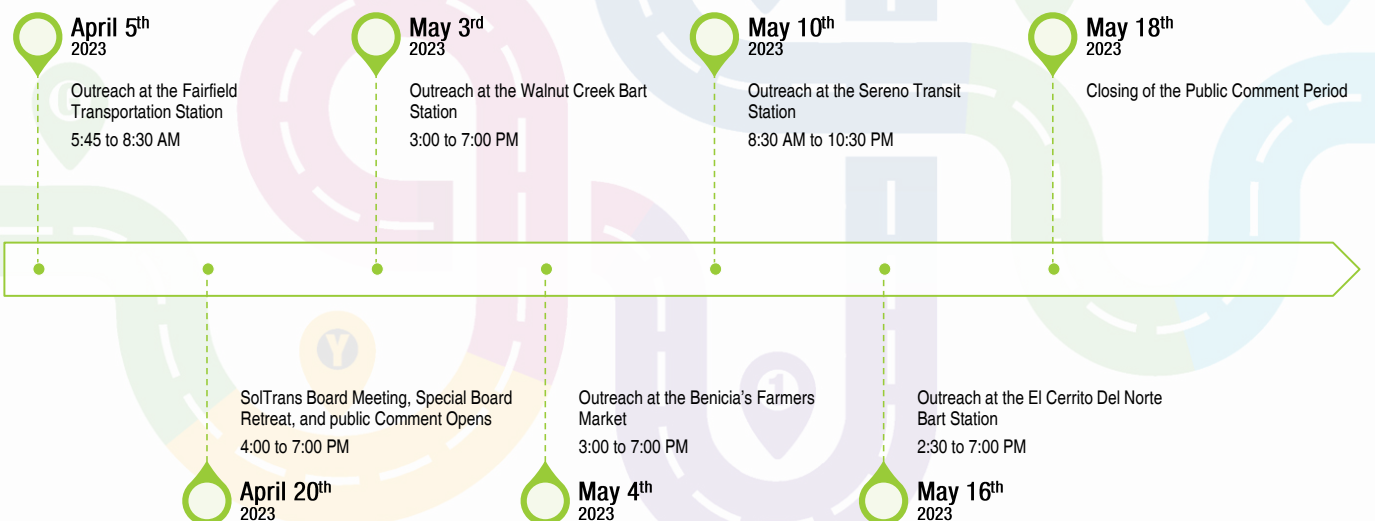 April 5th
2023
Outreach at the Fairfield
Transportation Station
5:45 to 8:30 AM
May 3rd
2023
Outreach at the Walnut Creek Bart
Station
3:00 to 7:00 PM
May 10th
2023
Outreach at the Sereno Transit
Station
8:30 AM to 10:30 PM
May 18th
2023
Closing of the Public Comment Period
SolTrans Board Meeting, Special Board
Retreat, and public Comment Opens
4:00 to 7:00 PM
April 20th
2023
Outreach at the Benicia's Farmers
Market
3:00 to 7:00 PM
May 4th
2023
Outreach at the El Cerrito Del Norte
Bart Station
2:30 to 7:00 PM
May 16th
2023
G
Y
1